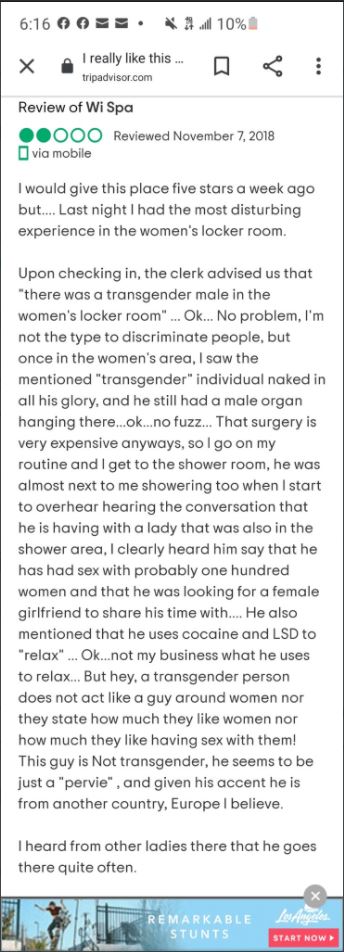 6:16
10%
I really like this ...
tripadvisor.com
Review of Wi Spa
Reviewed November 7, 2018
via mobile
I would give this place five stars a week ago
but.... Last night I had the most disturbing
experience in the women's locker room.
Upon checking in, the clerk advised us that
"there was a transgender male in the
women's locker room" ... Ok... No problem, I'm
not the type to discriminate people, but
once in the women's area, I saw the
mentioned "transgender" individual naked in
all his glory, and he still had a male organ
hanging there...ok...no fuzz... That surgery is
very expensive anyways, so I go on my
routine and I get to the shower room, he was
almost next to me showering too when I start
to overhear hearing the conversation that
he is having with a lady that was also in the
shower area, I clearly heard him say that he
has had sex with probably one hundred
women and that he was looking for a female
girlfriend to share his time with.... He also
mentioned that he uses cocaine and LSD to
"relax" ... Ok...not my business what he uses
to relax... But hey, a transgender person
does not act like a guy around women nor
they state how much they like women nor
how much they like having sex with them!
This guy is Not transgender, he seems to be
just a "pervie" , and given his accent he is
from another country, Europe I believe.
I heard from other ladies there that he goes
there quite often.
REMARKABLE
STUNTS
Los Angeles
START NOW